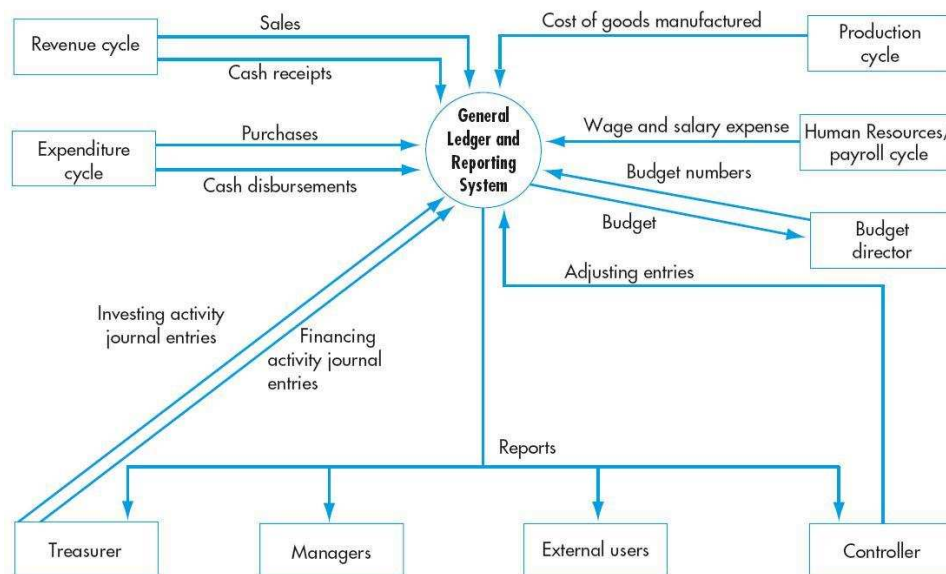 Sales
Cost of goods manufactured
Revenue cycle
Production
cycle
Cash receipts
General
Ledger and
Reporting
System
Purchases
Wage and salary expense
Expenditure
cycle
Human Resources/
payroll cycle
Cash disbursements
Budget numbers
Budget
Budget
director
Adjusting entries
Investing activity
journal entries
Financing
activity journal
entries
Reports
Treasurer
Managers
External users
Controller